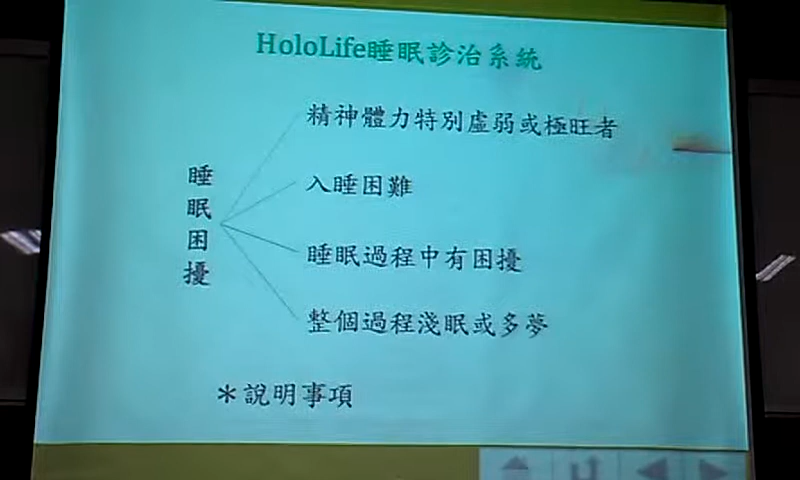 HoloLife睡眠診治系統
精神體力特別虛弱或極旺者
入睡困難
睡眠困擾
睡眠過程中有困擾
整個過程淺眠或多夢
＊說明事項